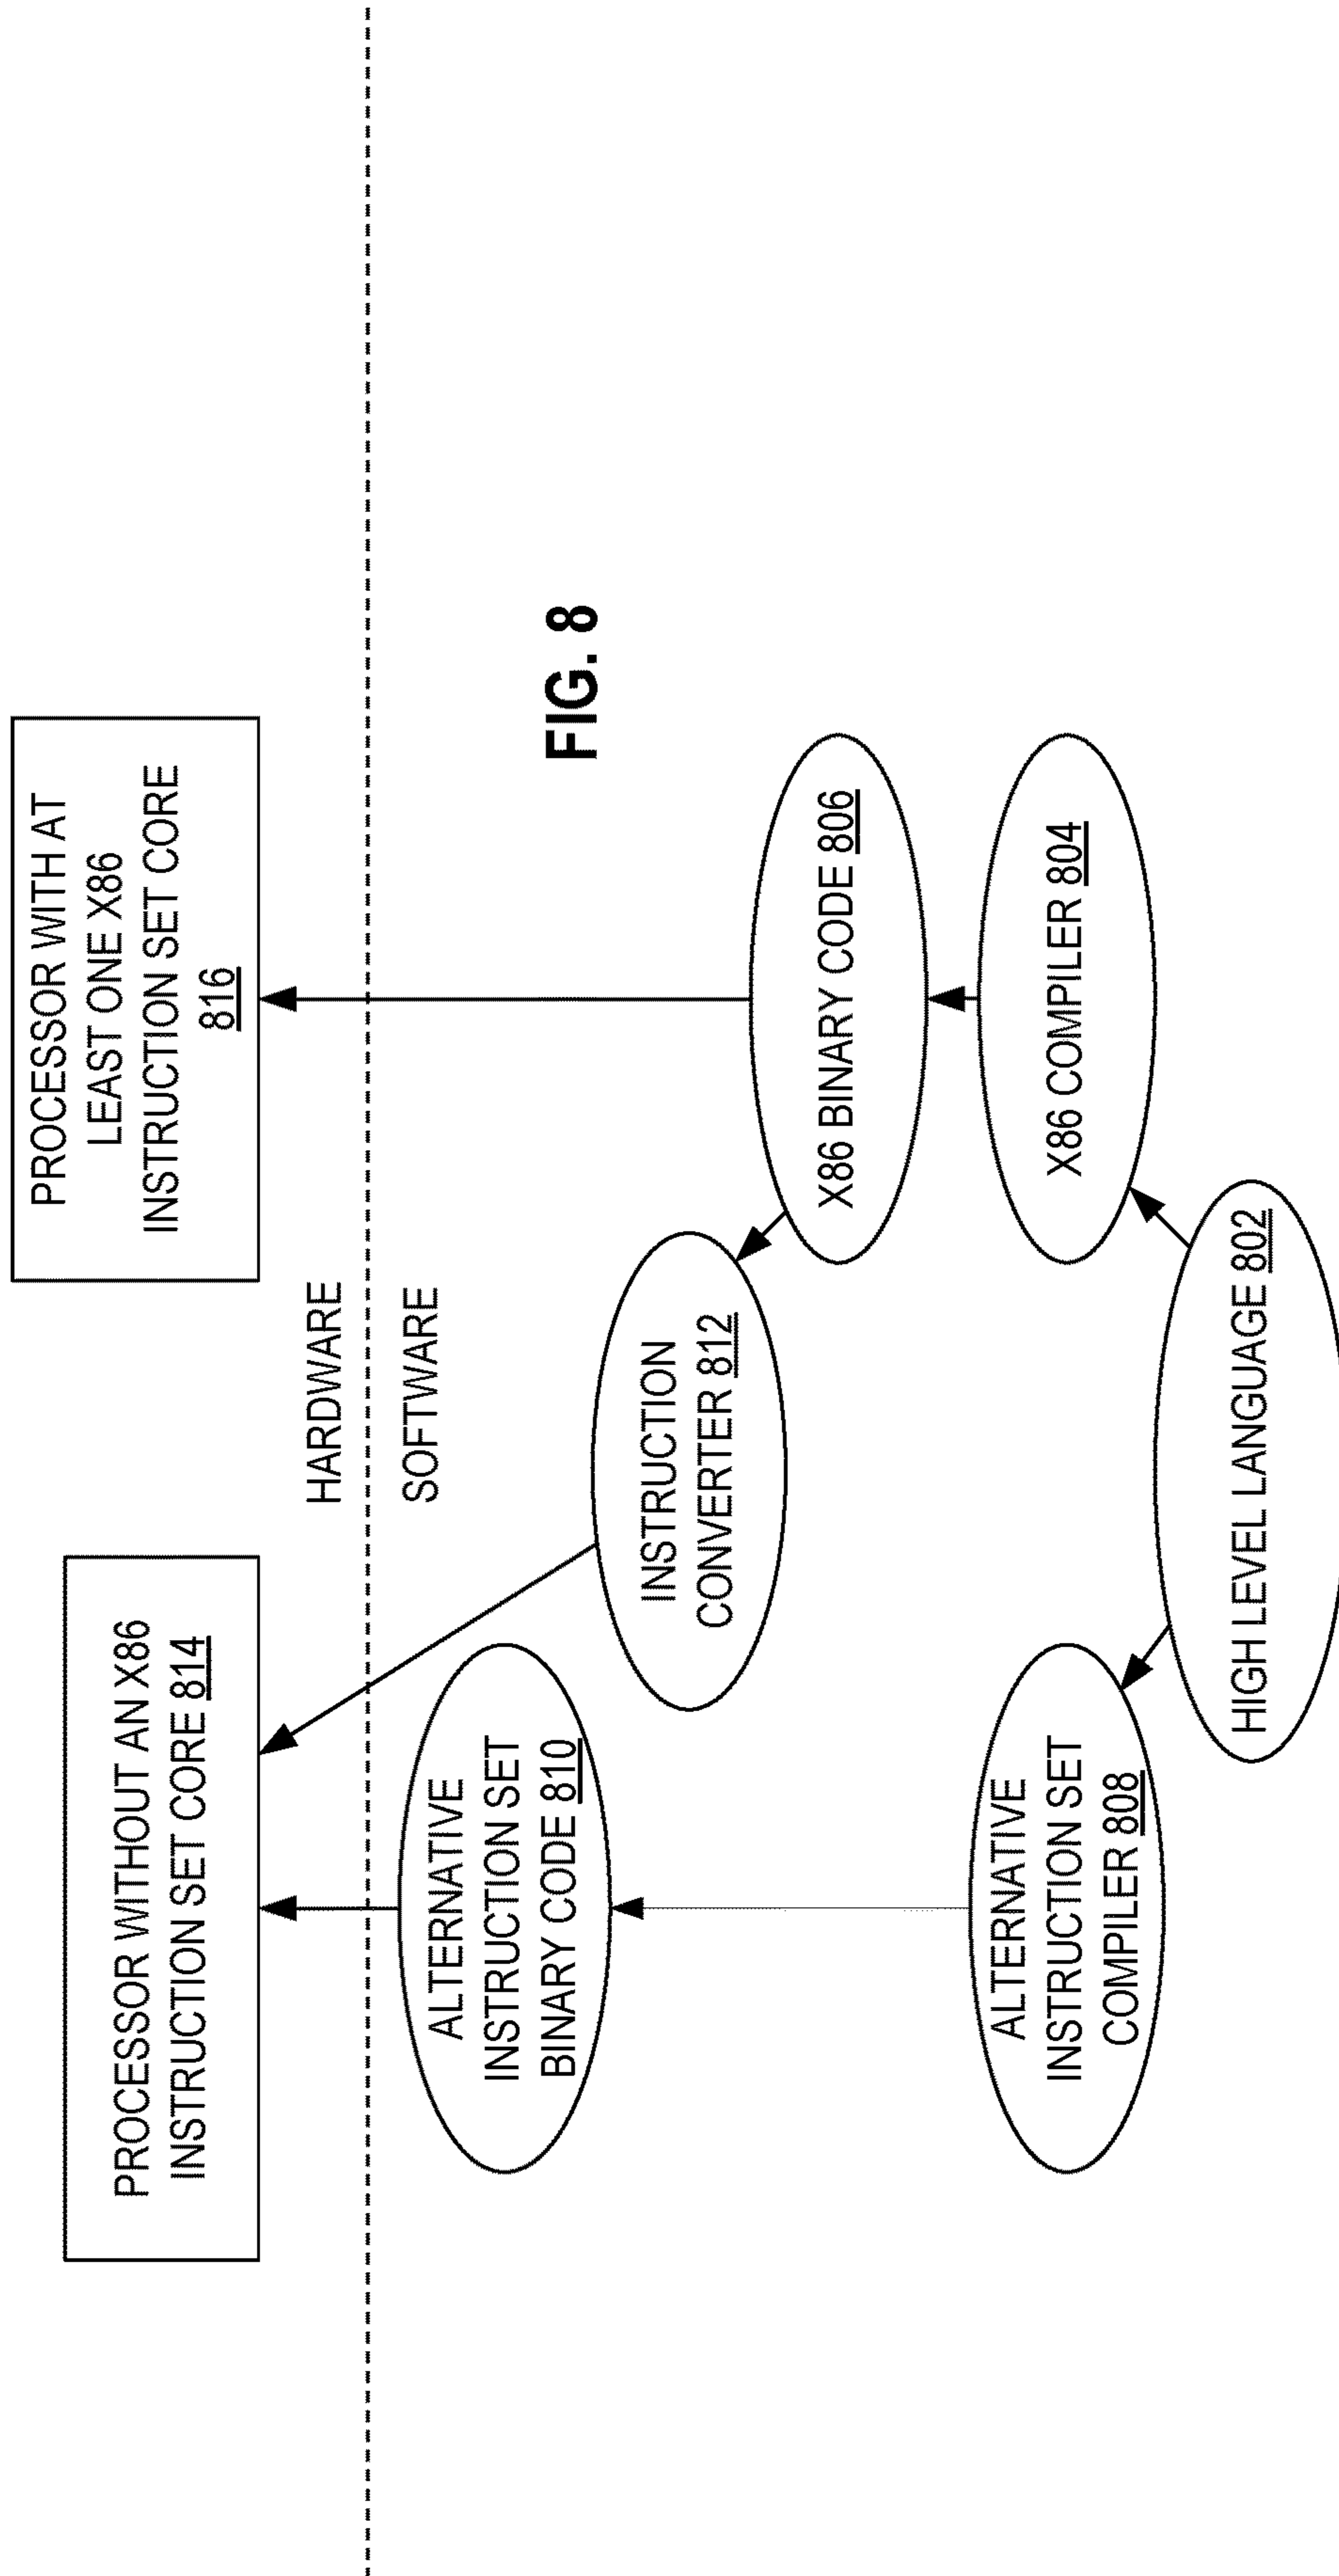 PROCESSOR WITHOUT AN X86
INSTRUCTION SET CORE 814
PROCESSOR WITH AT
LEAST ONE X86
INSTRUCTION SET CORE
816
HARDWARE
SOFTWARE
ALTERNATIVE
INSTRUCTION SET
BINARY CODE 810
INSTRUCTION
CONVERTER 812
FIG. 8
X86 BINARY CODE 806
ALTERNATIVE
INSTRUCTION SET
COMPILER 808
X86 COMPILER 804
HIGH LEVEL LANGUAGE 802